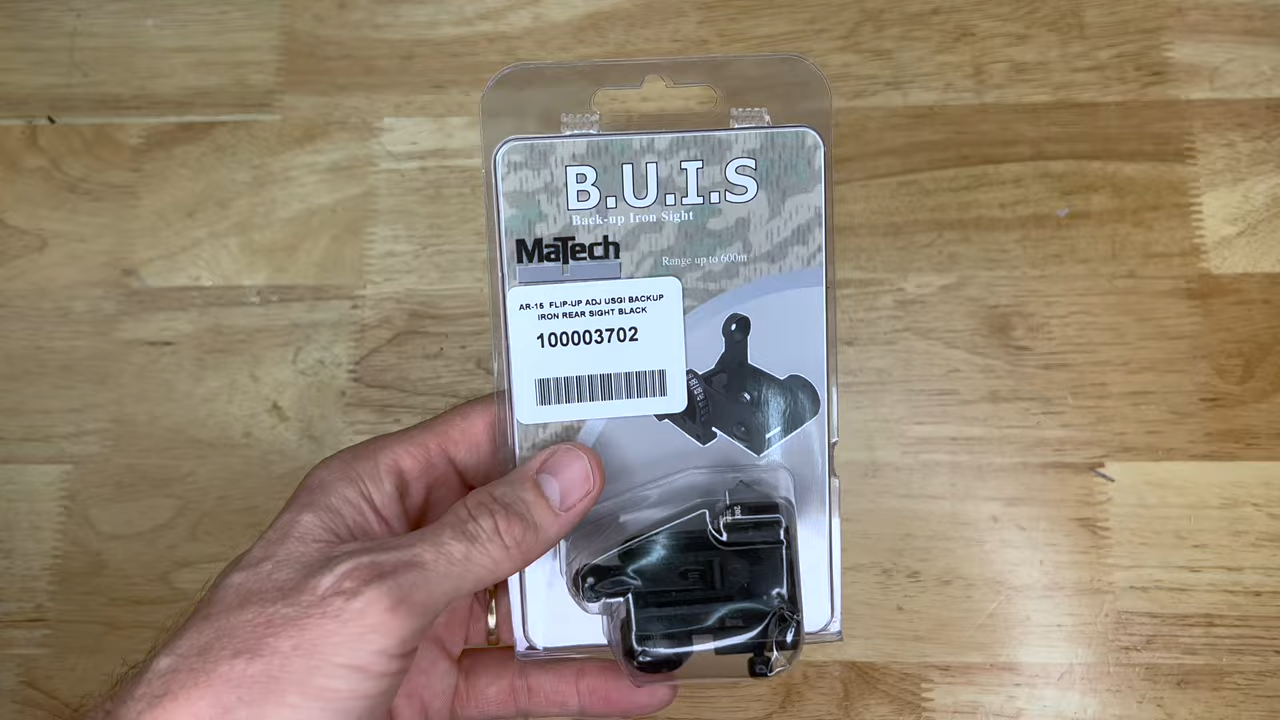 B.U.I.S
Back-up Iron Sight
MaTech
Range up to 600m
AR-15 FLIP-UP ADJ USGI BACKUP
IRON REAR SIGHT BLACK
100003702